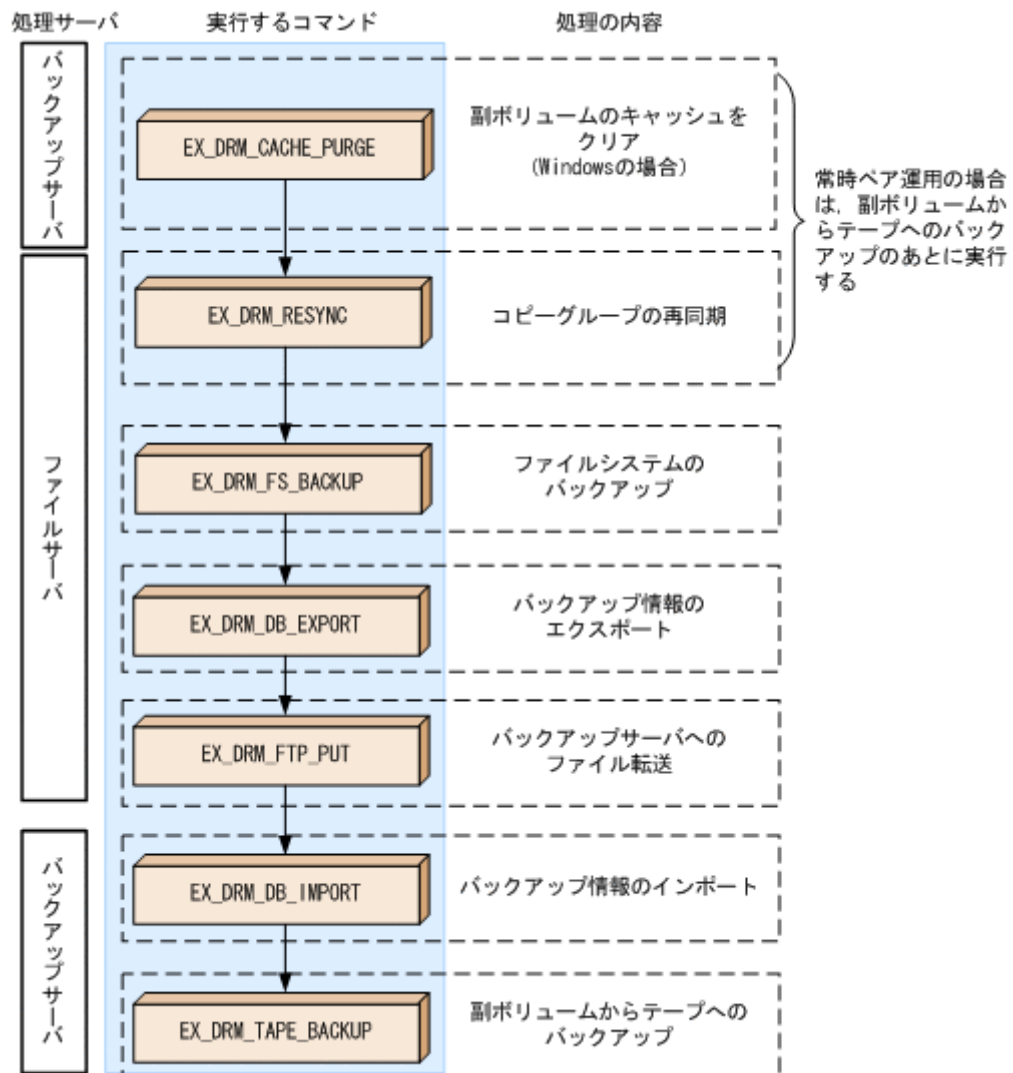 処理サーバ
実行するコマンド
処理の内容
バックアップサーバ
EX_DRM_CACHE_PURGE
副ボリュームのキャッシュを
クリア
(Windowsの場合)
常時ペア運用の場合
は，副ボリュームか
らテープへのバック
アップのあとに実行
する
ファイルサーバ
EX_DRM_RESYNC
コピーグループの再同期
EX_DRM_FS_BACKUP
ファイルシステムの
バックアップ
EX_DRM_DB_EXPORT
バックアップ情報の
エクスポート
EX_DRM_FTP_PUT
バックアップサーバへの
ファイル転送
バックアップサーバ
EX_DRM_DB_IMPORT
バックアップ情報のインポート
EX_DRM_TAPE_BACKUP
副ボリュームからテープへの
バックアップ